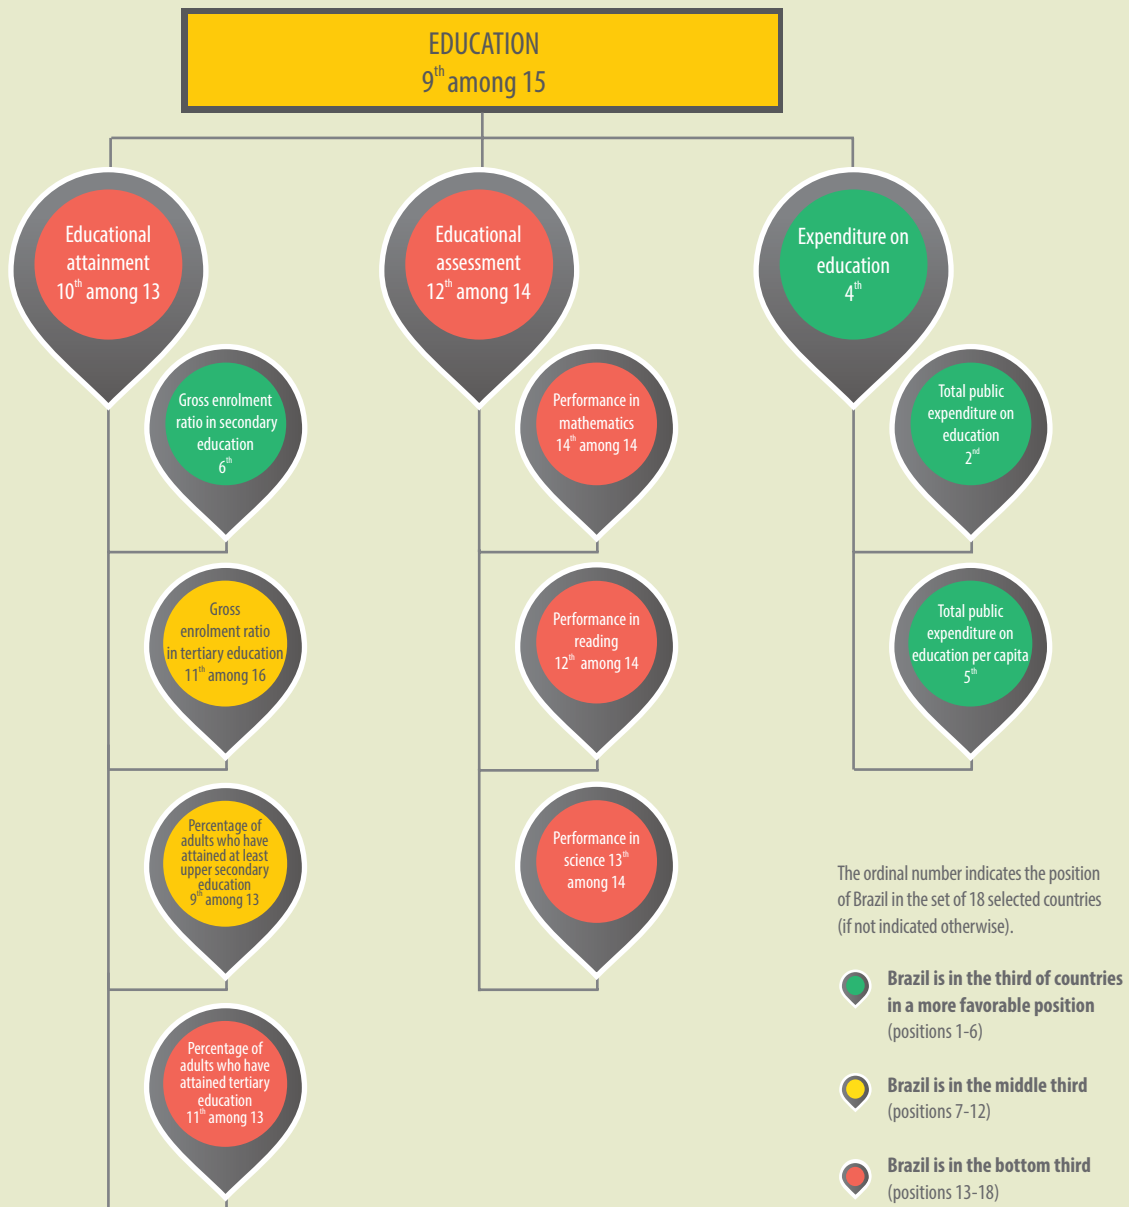 EDUCATION
9th among 15
Educational
attainment
10th among 13
Educational
assessment
12th among 14
Expenditure on
education
4th
Gross enrolment
ratio in secondary
education
6th
Performance in
mathematics
14th among 14
Total public
expenditure on
education
2nd
Gross
enrolment ratio
in tertiary education
11th among 16
Performance in
reading
12th among 14
Total public
expenditure on
education per capita
5th
Percentage of
adults who have
attained at least
upper secondary
education
9th among 13
Performance in
science 13th
among 14
Percentage of
adults who have
attained tertiary
education
11th among 13
The ordinal number indicates the position
of Brazil in the set of 18 selected countries
(if not indicated otherwise).
Brazil is in the third of countries
in a more favorable position
(positions 1-6)
Brazil is in the middle third
(positions 7-12)
Brazil is in the bottom third
(positions 13-18)